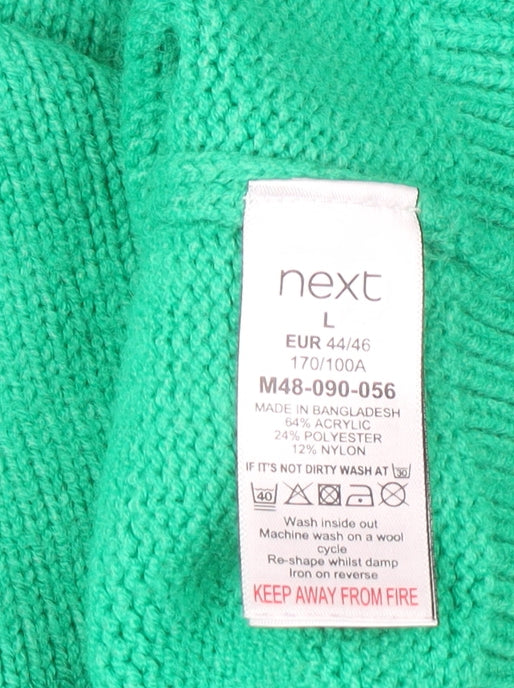 next
L
EUR 44/46
170/100A
M48-090-056
MADE IN BANGLADESH
64% ACRYLIC
24% POLYESTER
12% NYLON
IF IT'S NOT DIRTY WASH AT 30
40
Wash inside out
Machine wash on a wool
cycle
Re-shape whilst damp
Iron on reverse
KEEP AWAY FROM FIRE